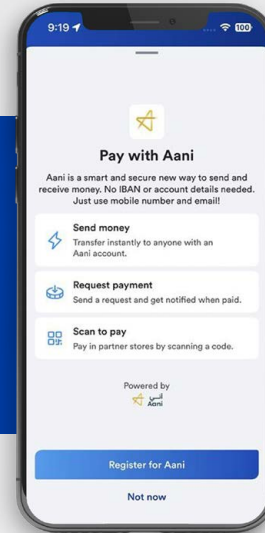 9:19
100
Pay with Aani
Aani is a smart and secure new way to send and
receive money. No IBAN or account details needed.
Just use mobile number and email!
Send money
Transfer instantly to anyone with an
Aani account.
Request payment
Send a request and get notified when paid.
Scan to pay
Pay in partner stores by scanning a code.
Powered by
آني
Aani
Register for Aani
Not now